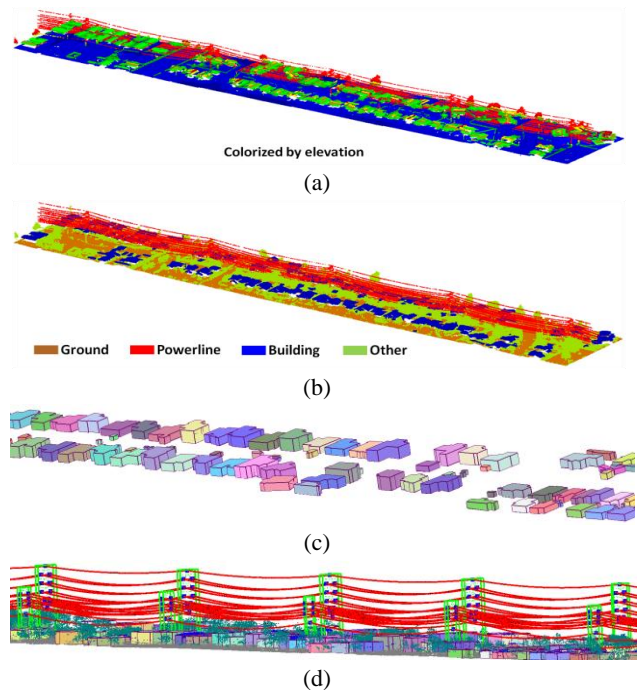 Colorized by elevation
(a)
Ground Powerline Building Other
(b)
(c)
(d)